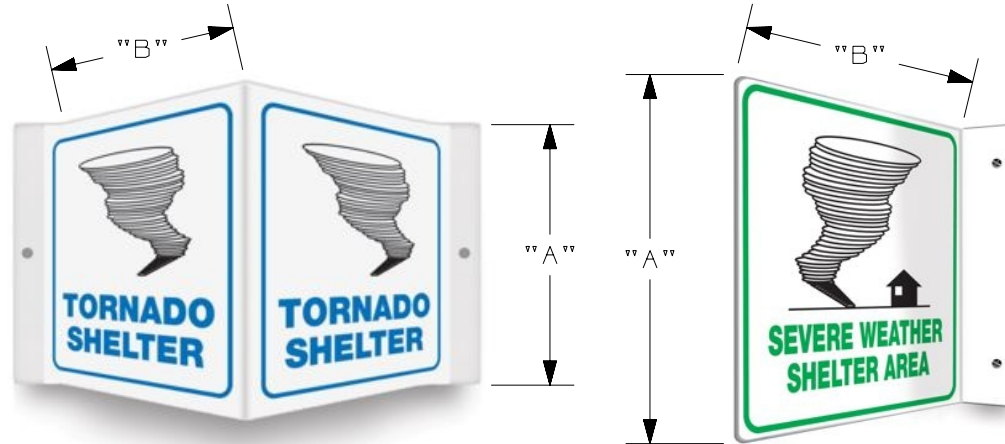 "B"
TORNADO
SHELTER
TORNADO
SHELTER
"A"
"A"
"B"
SEVERE WEATHER
SHELTER AREA